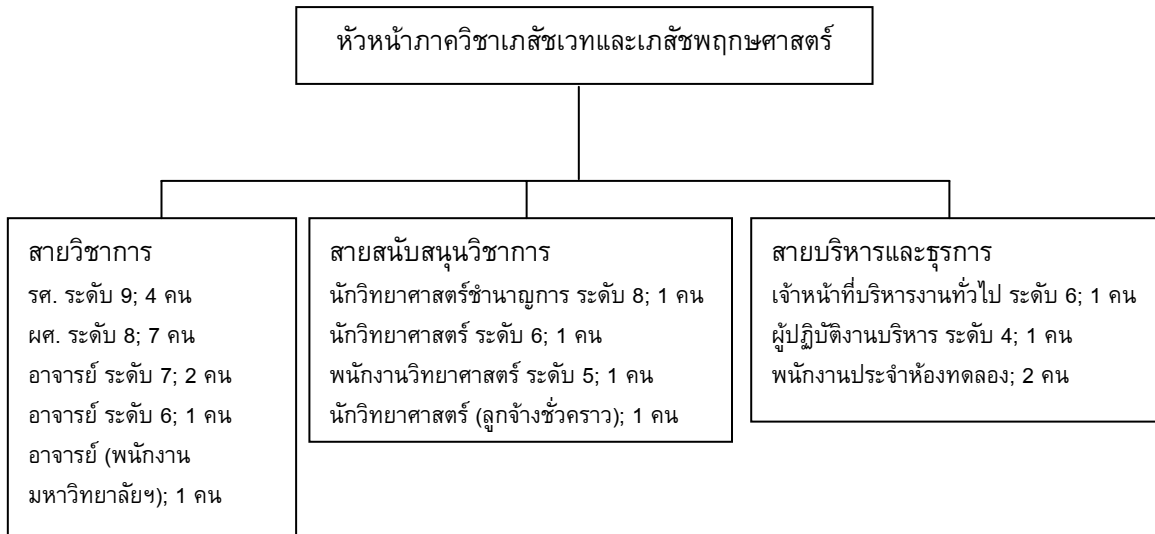 หัวหน้าภาควิชาเภสัชเวทและเภสัชพฤกษศาสตร์
สายวิชาการ
รศ. ระดับ 9; 4 คน
ผศ. ระดับ 8; 7 คน
อาจารย์ ระดับ 7; 2 คน
อาจารย์ ระดับ 6; 1 คน
อาจารย์ (พนักงาน
มหาวิทยาลัยฯ); 1 คน
สายสนับสนุนวิชาการ
นักวิทยาศาสตร์ชำนาญการ ระดับ 8; 1 คน
นักวิทยาศาสตร์ ระดับ 6; 1 คน
พนักงานวิทยาศาสตร์ ระดับ 5; 1 คน
นักวิทยาศาสตร์ (ลูกจ้างชั่วคราว); 1 คน
สายบริหารและธุรการ
เจ้าหน้าที่บริหารงานทั่วไป ระดับ 6; 1 คน
ผู้ปฏิบัติงานบริหาร ระดับ 4; 1 คน
พนักงานประจำห้องทดลอง; 2 คน